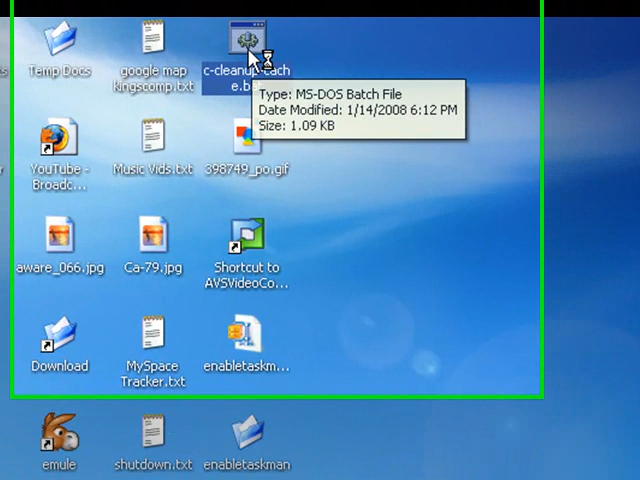 ts
Temp Docs
google map
kingscomp.txt
c-cleanup-cach
e.bat
Type: MS-DOS Batch File
Date Modified: 1/14/2008 6:12 PM
Size: 1.09 KB
r
YouTube -
Broadc...
Music Vids.txt
398749_po.gif
aware_066.jpg
Ca-79.jpg
Shortcut to
AVSVideoCo...
Download
MySpace
Tracker.txt
enabletaskm...
emule
shutdown.txt
enabletaskman